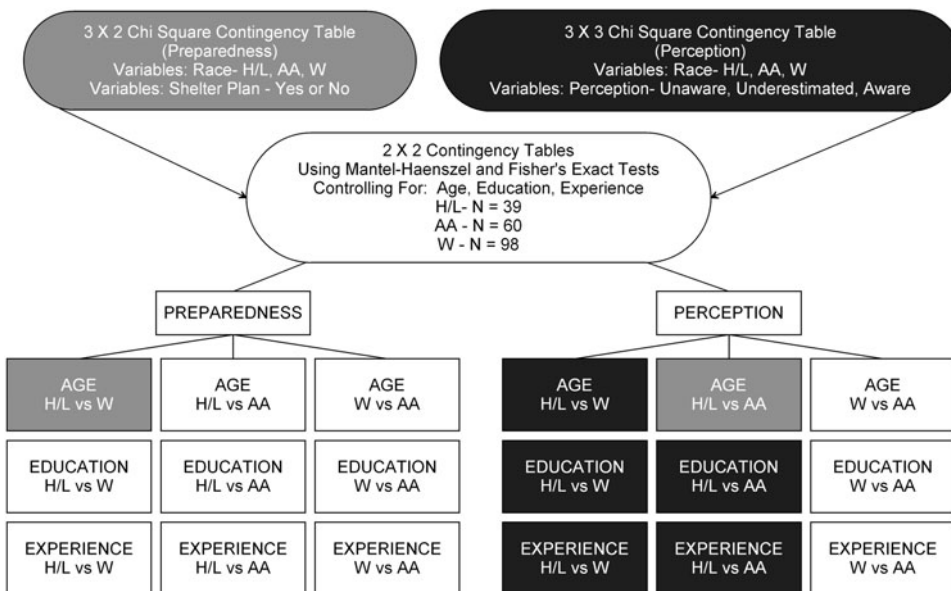 3 X 2 Chi Square Contingency Table
(Preparedness)
Variables: Race- H/L, AA, W
Variables: Shelter Plan - Yes or No
3 X 3 Chi Square Contingency Table
(Perception)
Variables: Race- H/L, AA, W
Variables: Perception- Unaware, Underestimated, Aware
2 X 2 Contingency Tables
Using Mantel-Haenszel and Fisher's Exact Tests
Controlling For:  Age, Education, Experience
H/L- N = 39
AA - N = 60
W - N = 98
PREPAREDNESS
AGE
H/L vs W
AGE
H/L vs AA
AGE
W vs AA
EDUCATION
H/L vs W
EDUCATION
H/L vs AA
EDUCATION
W vs AA
EXPERIENCE
H/L vs W
EXPERIENCE
H/L vs AA
EXPERIENCE
W vs AA
PERCEPTION
AGE
H/L vs W
AGE
H/L vs AA
AGE
W vs AA
EDUCATION
H/L vs W
EDUCATION
H/L vs AA
EDUCATION
W vs AA
EXPERIENCE
H/L vs W
EXPERIENCE
H/L vs AA
EXPERIENCE
W vs AA